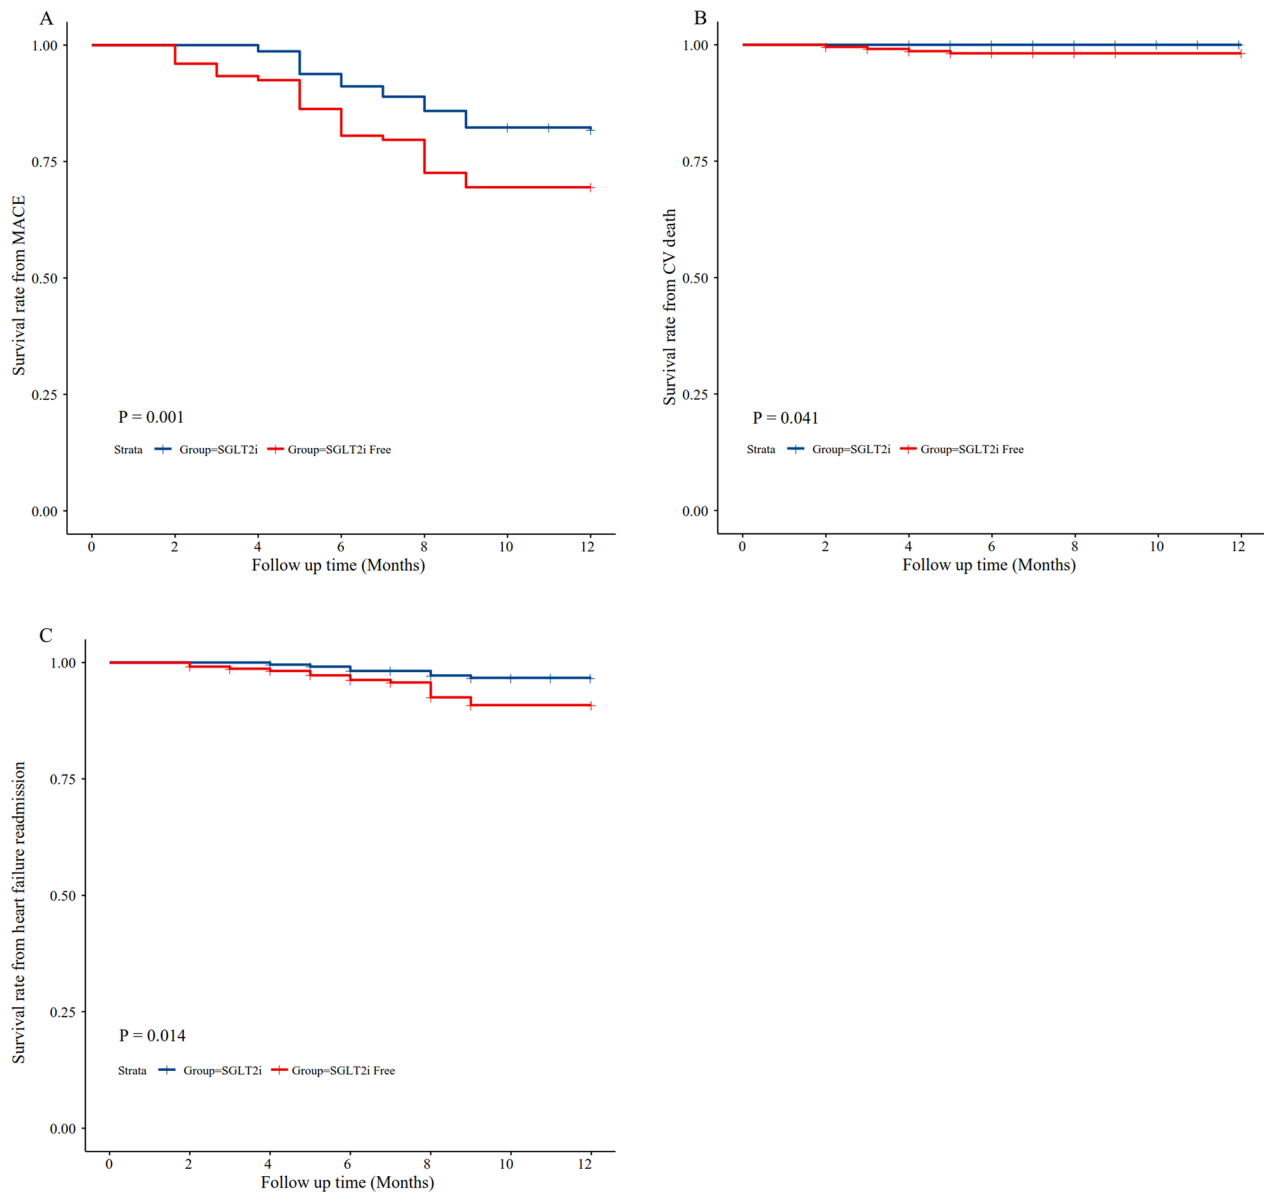 A
1.00
0.75
0.50
0.25
0.00
Survival rate from MACE
P = 0.001
Strata Group=SGLT2i Group=SGLT2i Free
0 2 4 6 8 10 12
Follow up time (Months)
B
1.00
0.75
0.50
0.25
0.00
Survival rate from CV death
P = 0.041
Strata Group=SGLT2i Group=SGLT2i Free
0 2 4 6 8 10 12
Follow up time (Months)
C
1.00
0.75
0.50
0.25
0.00
Survival rate from heart failure readmission
P = 0.014
Strata Group=SGLT2i Group=SGLT2i Free
0 2 4 6 8 10 12
Follow up time (Months)